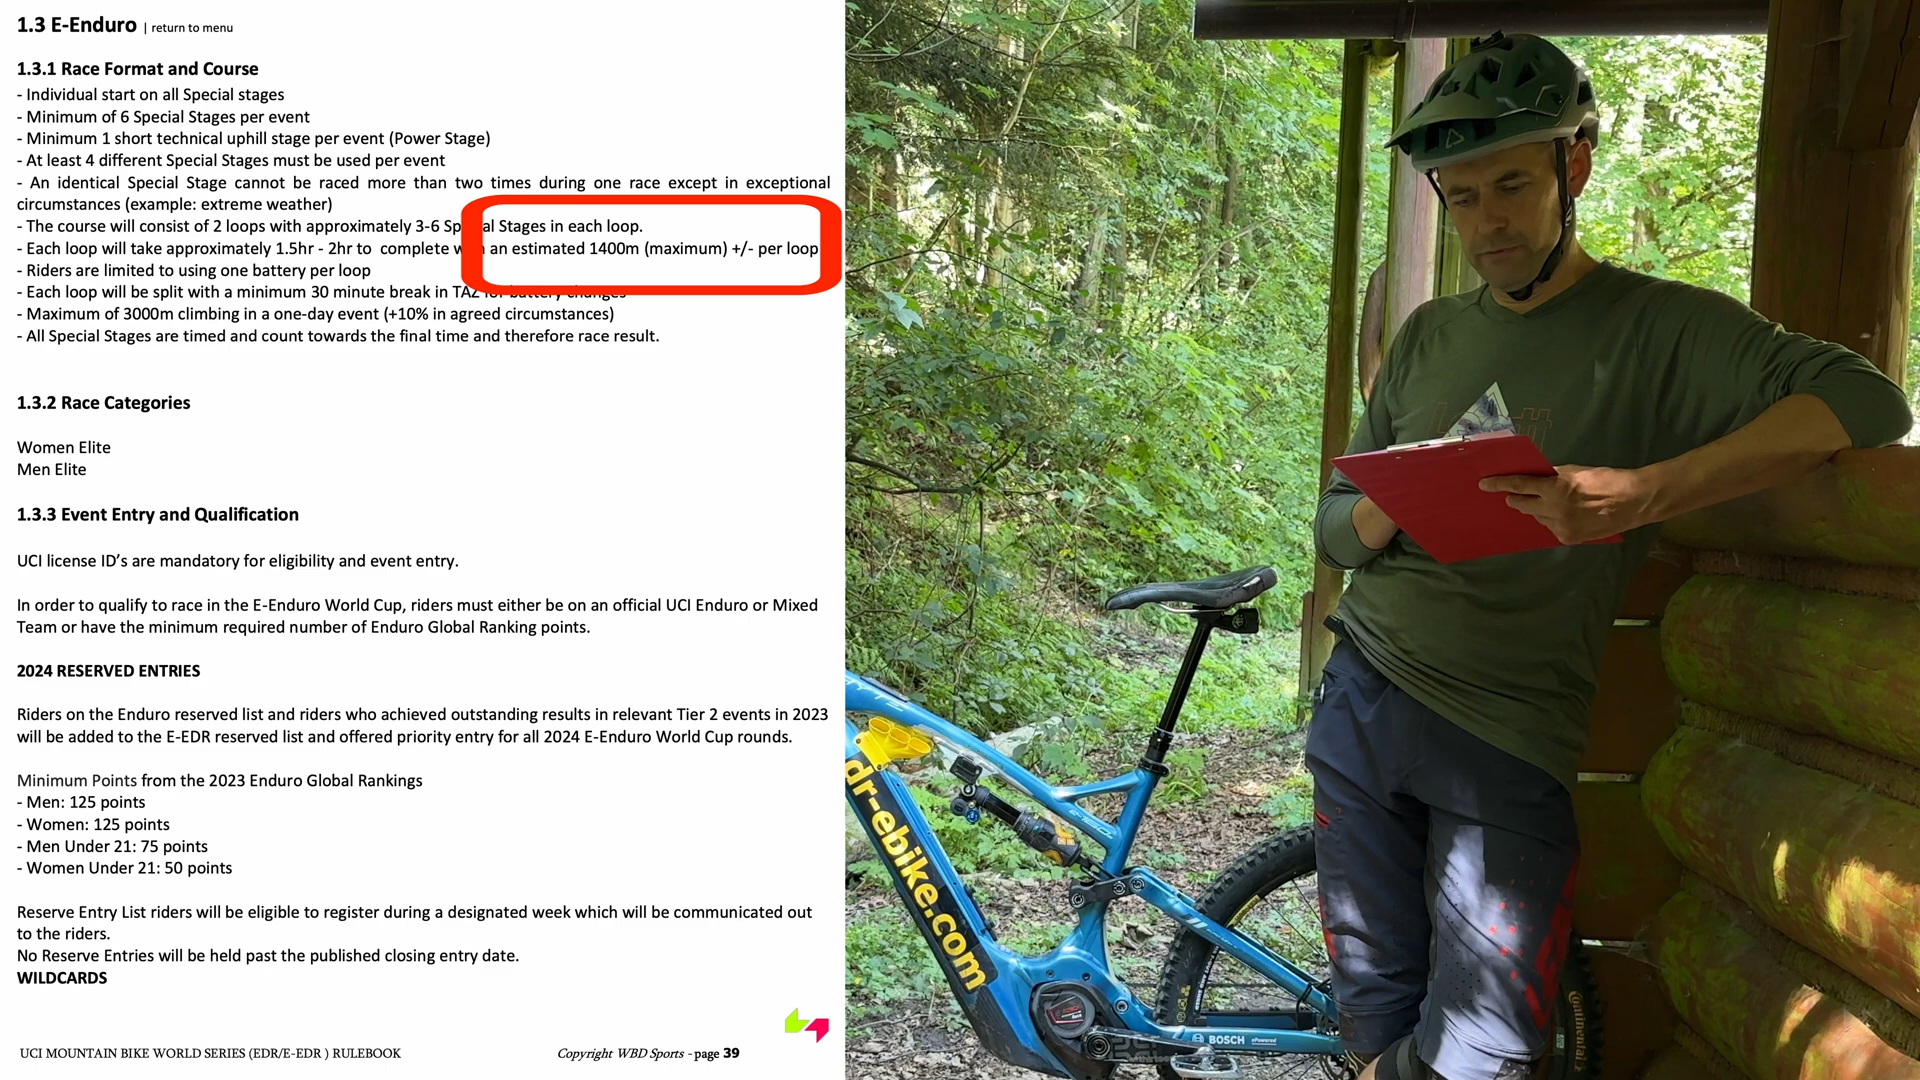 1.3 E-Enduro | return to menu
1.3.1 Race Format and Course
- Individual start on all Special stages
- Minimum of 6 Special Stages per event
- Minimum 1 short technical uphill stage per event (Power Stage)
- At least 4 different Special Stages must be used per event
- An identical Special Stage cannot be raced more than two times during one race except in exceptional
circumstances (example: extreme weather)
- The course will consist of 2 loops with approximately 3-6 Sp al Stages in each loop.
- Each loop will take approximately 1.5hr - 2hr to complete w an estimated 1400m (maximum) +/- per loop
- Riders are limited to using one battery per loop
- Each loop will be split with a minimum 30 minute break in TAZ for battery changes
- Maximum of 3000m climbing in a one-day event (+10% in agreed circumstances)
- All Special Stages are timed and count towards the final time and therefore race result.
1.3.2 Race Categories
Women Elite
Men Elite
1.3.3 Event Entry and Qualification
UCI license ID’s are mandatory for eligibility and event entry.
In order to qualify to race in the E-Enduro World Cup, riders must either be on an official UCI Enduro or Mixed
Team or have the minimum required number of Enduro Global Ranking points.
2024 RESERVED ENTRIES
Riders on the Enduro reserved list and riders who achieved outstanding results in relevant Tier 2 events in 2023
will be added to the E-EDR reserved list and offered priority entry for all 2024 E-Enduro World Cup rounds.
Minimum Points from the 2023 Enduro Global Rankings
- Men: 125 points
- Women: 125 points
- Men Under 21: 75 points
- Women Under 21: 50 points
Reserve Entry List riders will be eligible to register during a designated week which will be communicated out
to the riders.
No Reserve Entries will be held past the published closing entry date.
WILDCARDS
UCI MOUNTAIN BIKE WORLD SERIES (EDR/E-EDR ) RULEBOOK
Copyright WBD Sports - page 39
dr-ebike.com
BOSCH
ePowered
Continental